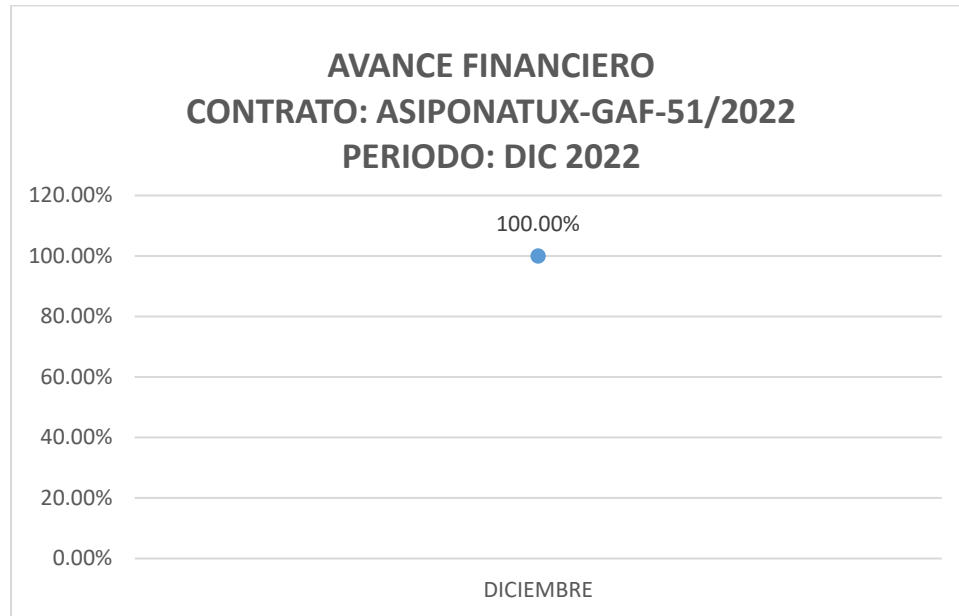 AVANCE FINANCIERO
CONTRATO: ASIPONATUX-GAF-51/2022
PERIODO: DIC 2022
120.00%
100.00%
100.00%
80.00%
60.00%
40.00%
20.00%
0.00%
DICIEMBRE